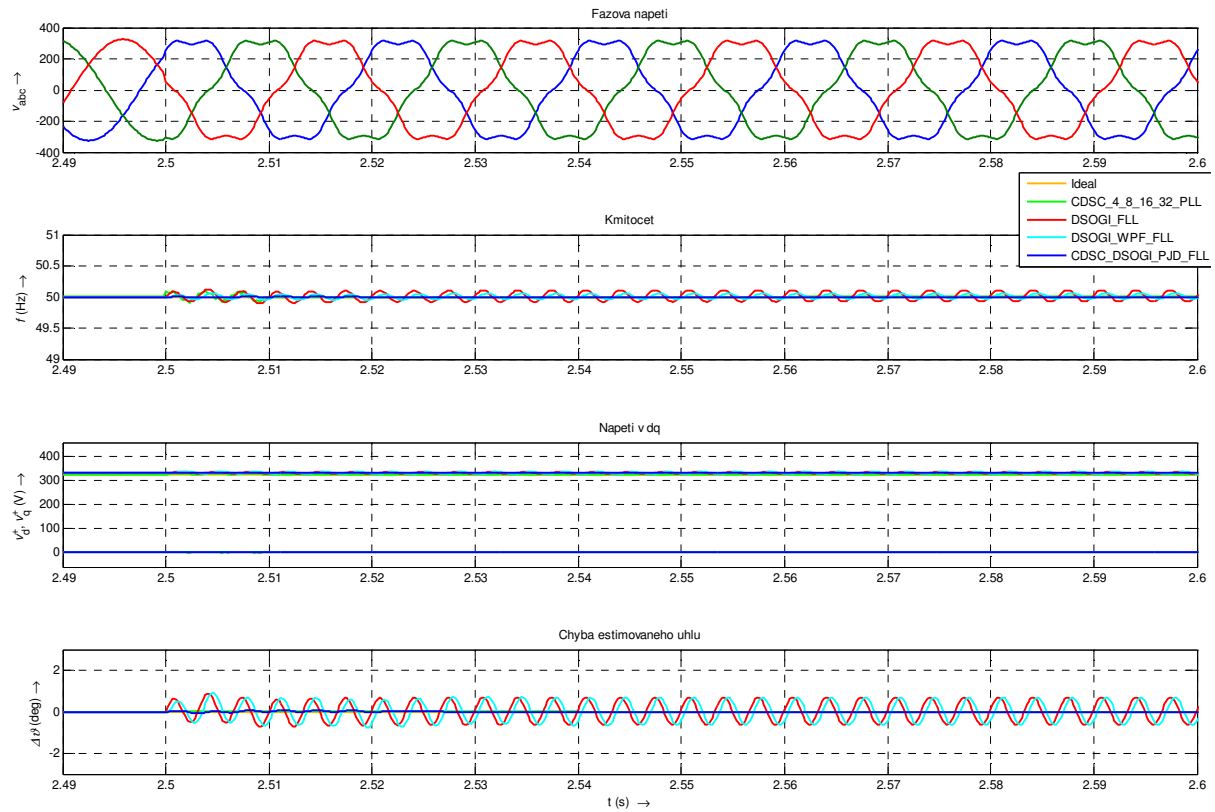 Fazova napeti
400
200
0
-200
-400
v_abc →
2.49 2.5 2.51 2.52 2.53 2.54 2.55 2.56 2.57 2.58 2.59 2.6
Ideal
CDSC_4_8_16_32_PLL
DSOGI_FLL
DSOGI_WPF_FLL
CDSC_DSOGI_PJD_FLL
Kmitocet
51
50.5
50
49.5
49
f (Hz) →
2.49 2.5 2.51 2.52 2.53 2.54 2.55 2.56 2.57 2.58 2.59 2.6
Napeti v dq
400
300
200
100
0
v_d^+, v_q^+ (V) →
2.49 2.5 2.51 2.52 2.53 2.54 2.55 2.56 2.57 2.58 2.59 2.6
Chyba estimovaneho uhlu
2
0
-2
Δϑ (deg) →
2.49 2.5 2.51 2.52 2.53 2.54 2.55 2.56 2.57 2.58 2.59 2.6
t (s) →